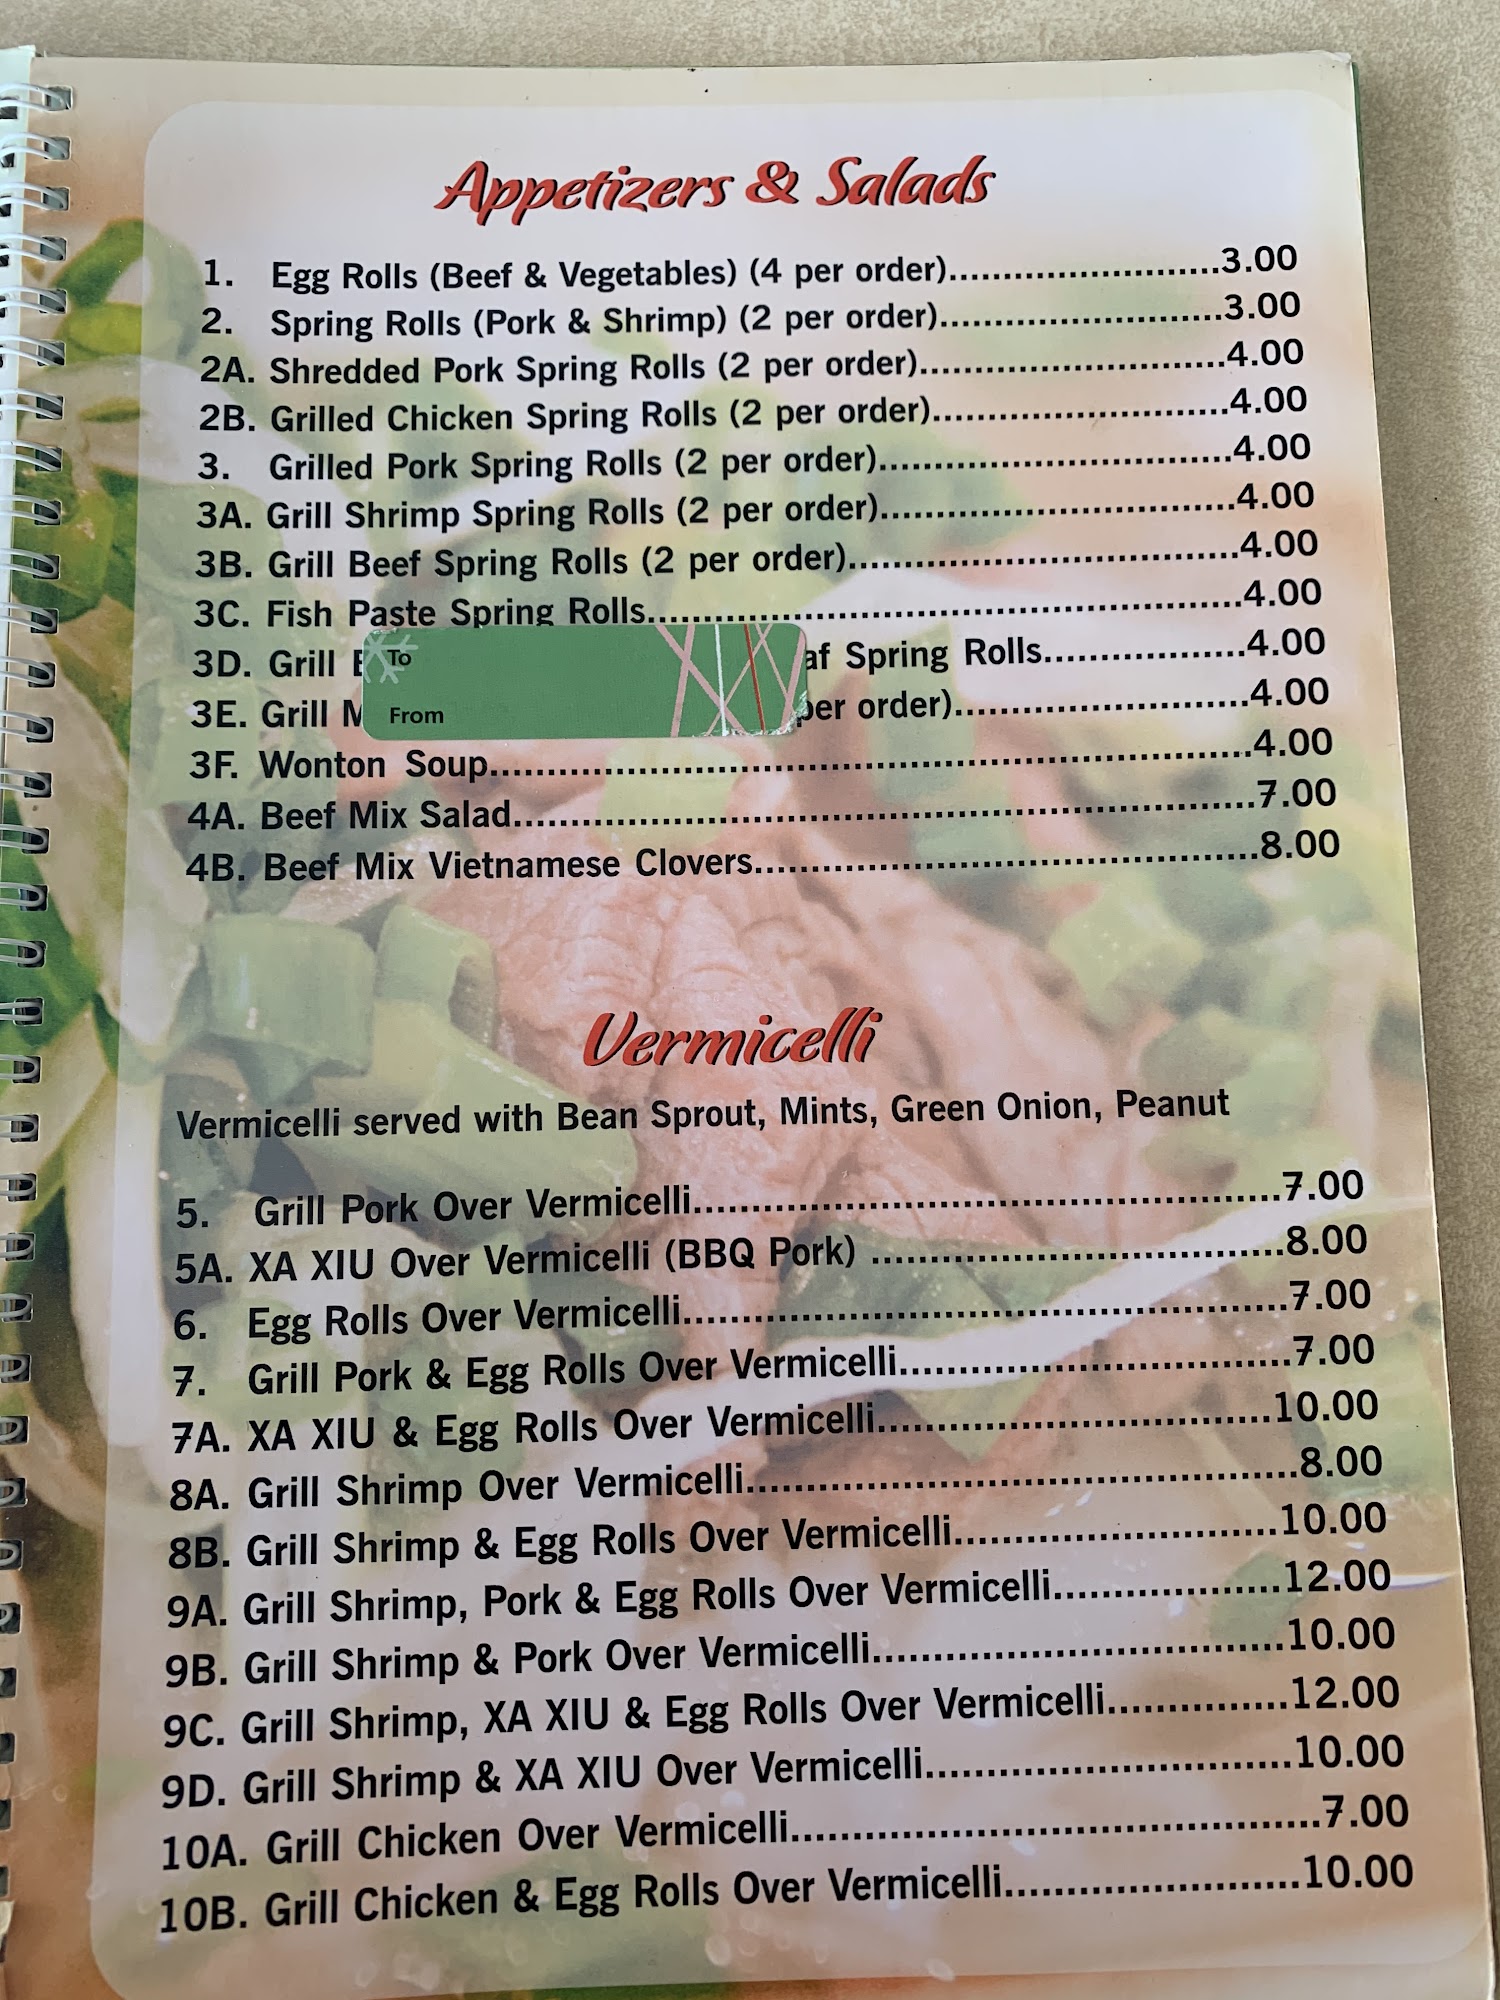 Appetizers & Salads
1. Egg Rolls (Beef & Vegetables) (4 per order)..........................3.00
2. Spring Rolls (Pork & Shrimp) (2 per order)..........................3.00
2A. Shredded Pork Spring Rolls (2 per order)............................4.00
2B. Grilled Chicken Spring Rolls (2 per order)...........................4.00
3. Grilled Pork Spring Rolls (2 per order)................................4.00
3A. Grill Shrimp Spring Rolls (2 per order)................................4.00
3B. Grill Beef Spring Rolls (2 per order)...................................4.00
3C. Fish Paste Spring Rolls......................................................4.00
3D. Grill Spring Rolls..................4.00
3E. Grill per order)..........................4.00
To
From
3F. Wonton Soup....................................................................4.00
4A. Beef Mix Salad..................................................................7.00
4B. Beef Mix Vietnamese Clovers.............................................8.00
Vermicelli
Vermicelli served with Bean Sprout, Mints, Green Onion, Peanut
5. Grill Pork Over Vermicelli................................................7.00
5A. XA XIU Over Vermicelli (BBQ Pork) ..................................8.00
6. Egg Rolls Over Vermicelli.................................................7.00
7. Grill Pork & Egg Rolls Over Vermicelli................................7.00
7A. XA XIU & Egg Rolls Over Vermicelli................................10.00
8A. Grill Shrimp Over Vermicelli.............................................8.00
8B. Grill Shrimp & Egg Rolls Over Vermicelli..........................10.00
9A. Grill Shrimp, Pork & Egg Rolls Over Vermicelli..................12.00
9B. Grill Shrimp & Pork Over Vermicelli.................................10.00
9C. Grill Shrimp, XA XIU & Egg Rolls Over Vermicelli..............12.00
9D. Grill Shrimp & XA XIU Over Vermicelli.............................10.00
10A. Grill Chicken Over Vermicelli..........................................7.00
10B. Grill Chicken & Egg Rolls Over Vermicelli.......................10.00